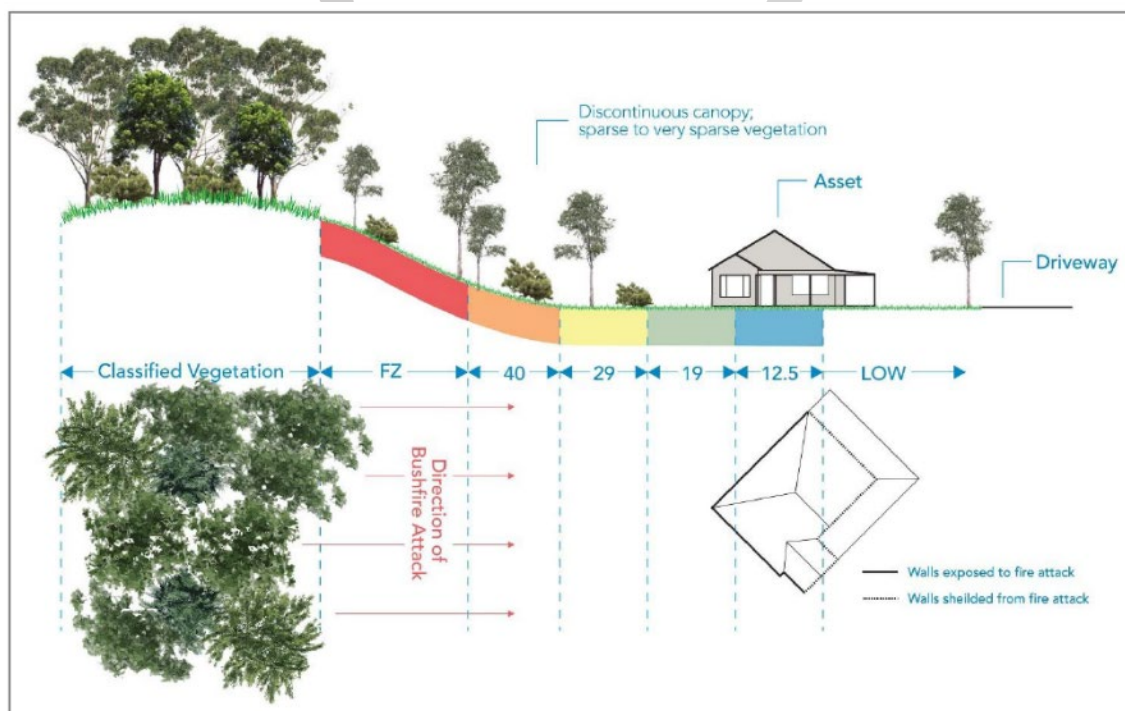 Discontinuous canopy;
sparse to very sparse vegetation
Asset
Driveway
Classified Vegetation
FZ
40
29
19
12.5
LOW
Direction of
Bushfire Attack
Walls exposed to fire attack
Walls sheilded from fire attack